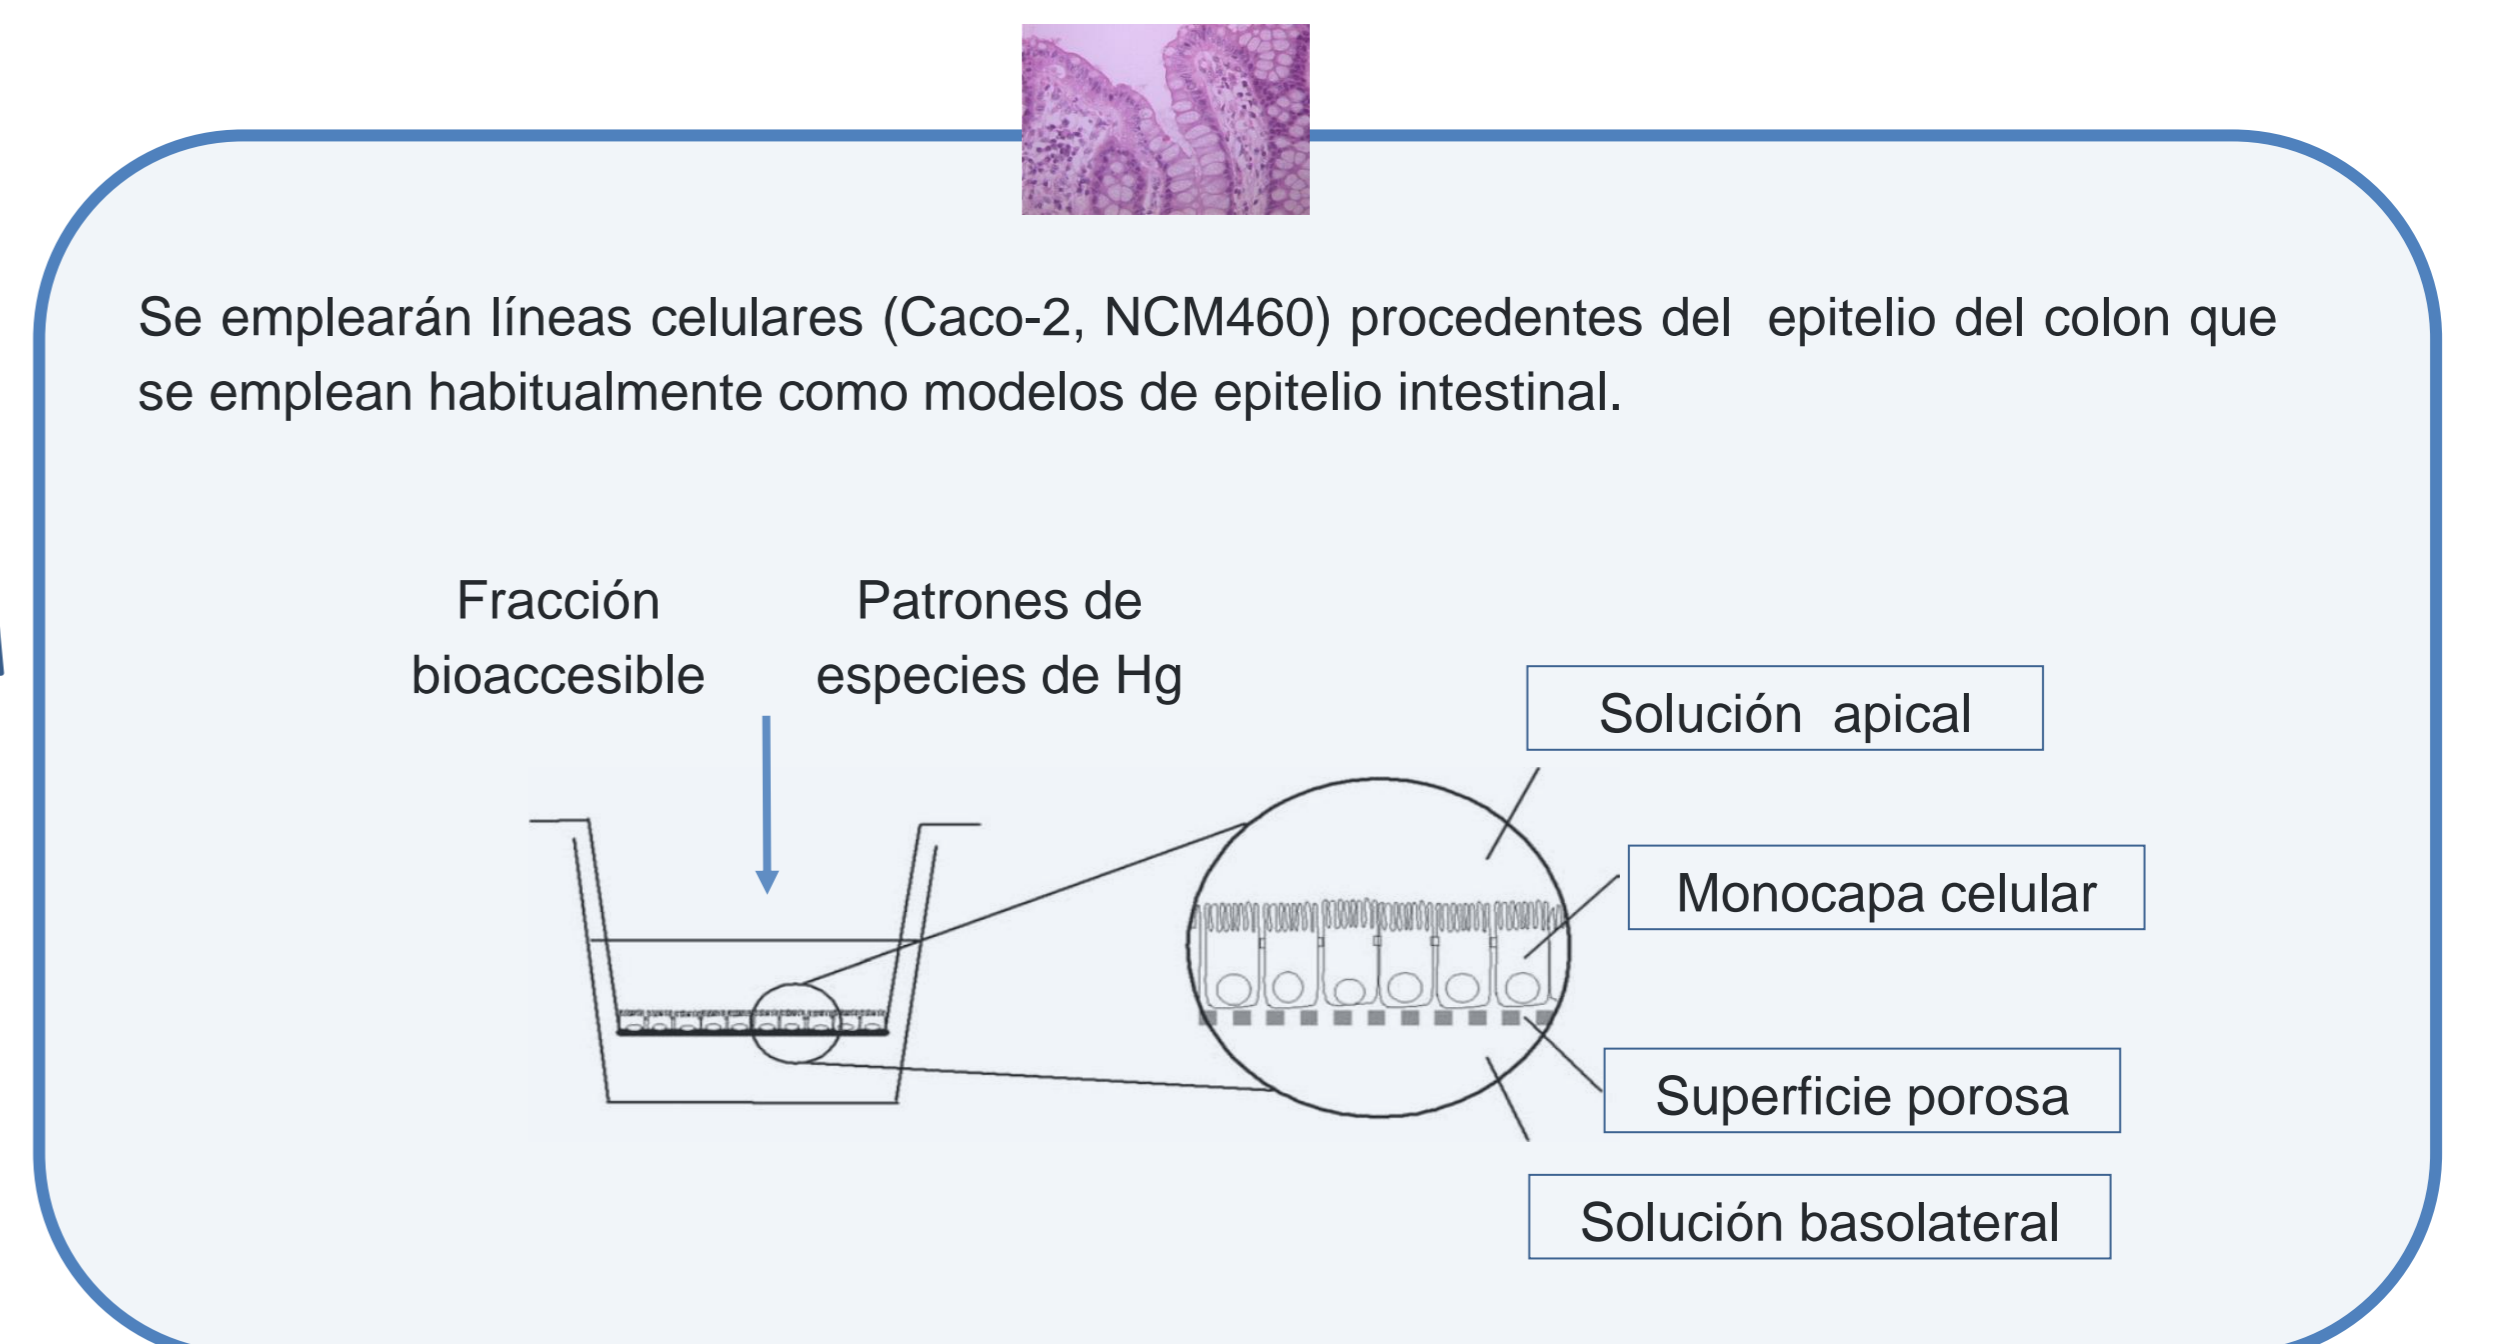 Se emplearán líneas celulares (Caco-2, NCM460) procedentes del epitelio del colon que
se emplean habitualmente como modelos de epitelio intestinal.
Fracción
bioaccesible
Patrones de
especies de Hg
Solución apical
Monocapa celular
Superficie porosa
Solución basolateral